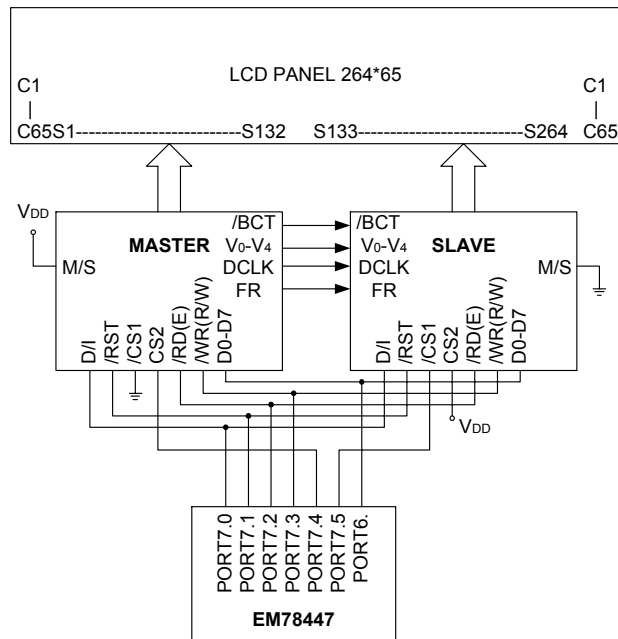 LCD PANEL 264*65
C1 C1
| |
C65S1--------------------------S132 S133--------------------------S264 C65
VDD
/BCT /BCT
MASTER V0-V4 V0-V4 SLAVE
M/S DCLK DCLK M/S
FR FR
D/I /RST /CS1 CS2 /RD(E) /WR(R/W) D0-D7 D/I /RST /CS1 CS2 /RD(E) /WR(R/W) D0-D7
VDD
PORT7.0 PORT7.1 PORT7.2 PORT7.3 PORT7.4 PORT7.5 PORT6.
EM78447